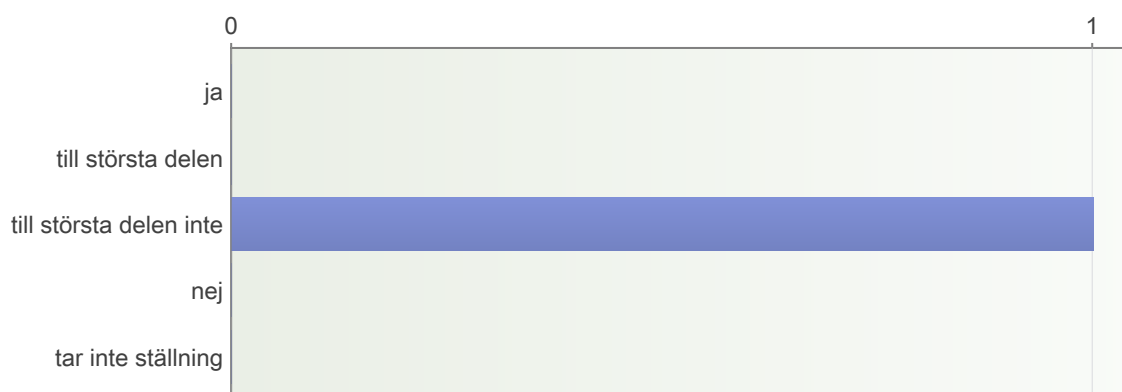 0 1
ja
till största delen
till största delen inte
nej
tar inte ställning